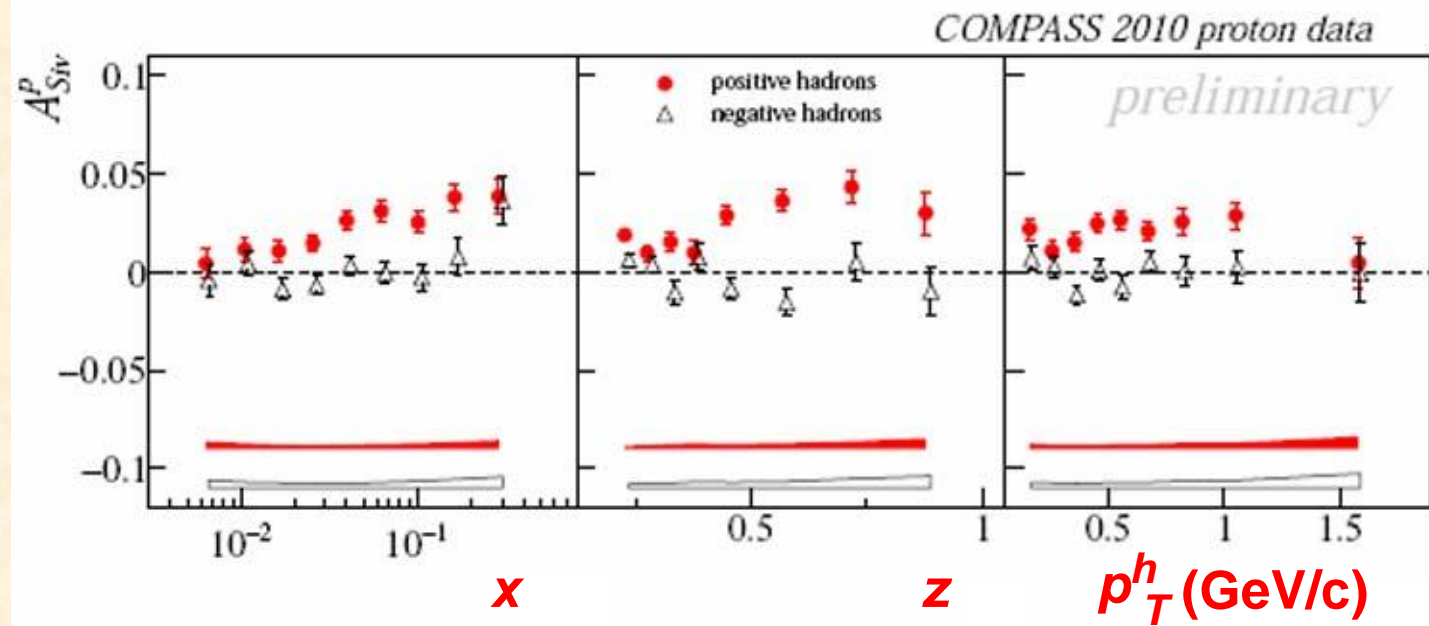 COMPASS 2010 proton data
A^p_Siv
0.1
0.05
0
−0.05
−0.1
positive hadrons
negative hadrons
preliminary
10^−2 10^−1
0.5 1
0.5 1 1.5
x
z
p^h_T (GeV/c)